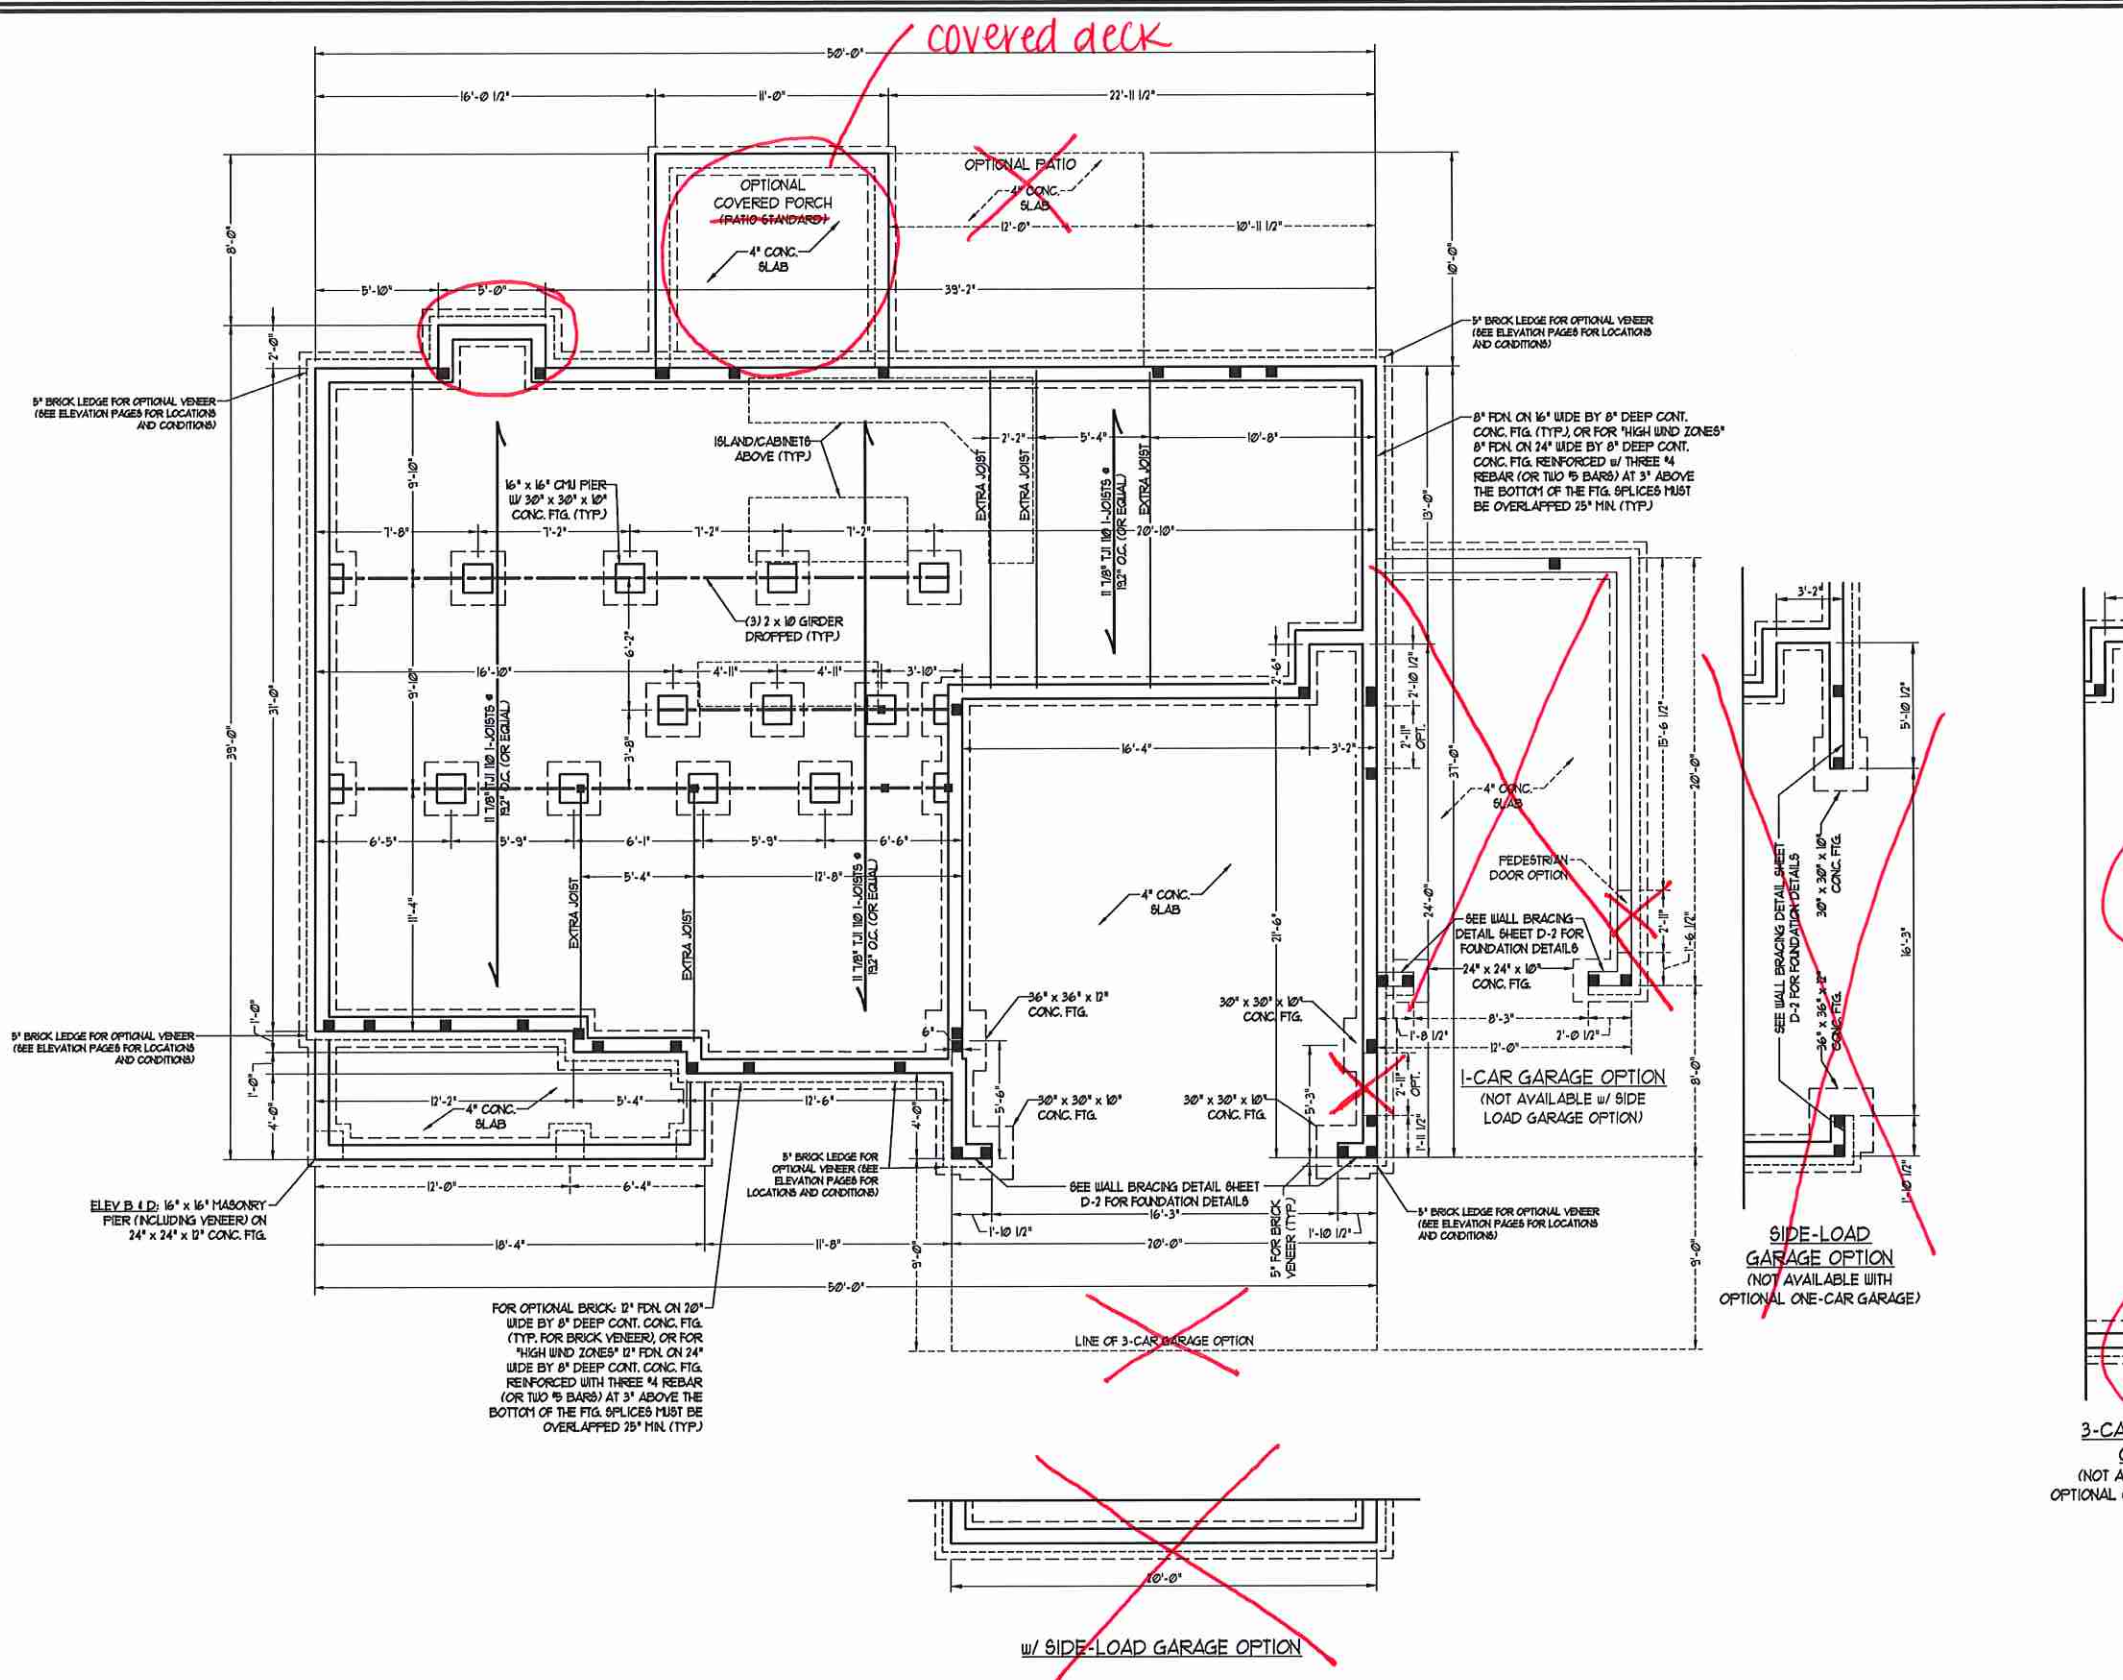 covered deck
50'-0"
16'-0 1/2"
11'-0"
22'-11 1/2"
OPTIONAL
COVERED PORCH
(PATIO STANDARD)
4" CONC.
SLAB
OPTIONAL PATIO
4" CONC.
SLAB
12'-0"
10'-11 1/2"
8'-0"
10'-0"
5'-10"
5'-0"
39'-2"
2'-0"
5" BRICK LEDGE FOR OPTIONAL VENEER
(SEE ELEVATION PAGES FOR LOCATIONS
AND CONDITIONS)
5" BRICK LEDGE FOR OPTIONAL VENEER
(SEE ELEVATION PAGES FOR LOCATIONS
AND CONDITIONS)
8" FDN. ON 16" WIDE BY 8" DEEP CONT.
CONC. FTG. (TYP.), OR FOR "HIGH WIND ZONES"
8" FDN. ON 24" WIDE BY 8" DEEP CONT.
CONC. FTG. REINFORCED w/ THREE #4
REBAR (OR TWO #5 BARS) AT 3" ABOVE
THE BOTTOM OF THE FTG. SPLICES MUST
BE OVERLAPPED 25" MIN. (TYP.)
ISLAND/CABINETS
ABOVE (TYP.)
2'-2"
5'-4"
10'-8"
EXTRA JOIST
EXTRA JOIST
EXTRA JOIST
11 7/8" TJI 110 I-JOISTS @
19.2" O.C. (OR EQUAL)
9'-10"
16" x 16" CMU PIER
W/ 30" x 30" x 10"
CONC. FTG. (TYP.)
7'-8"
7'-2"
7'-2"
7'-2"
20'-10"
13'-0"
(3) 2 x 10 GIRDER
DROPPED (TYP.)
6'-2"
16'-10"
4'-11"
4'-11"
3'-10"
2'-6"
2'-10 1/2"
3'-2"
5'-10 1/2"
31'-0"
39'-0"
9'-10"
11 7/8" TJI 110 I-JOISTS @
19.2" O.C. (OR EQUAL)
3'-8"
16'-4"
3'-2"
2'-11"
OPT.
37'-0"
15'-6 1/2"
20'-0"
4" CONC.
SLAB
6'-5"
5'-9"
6'-1"
5'-9"
6'-6"
5'-4"
12'-8"
11'-4"
EXTRA JOIST
EXTRA JOIST
11 7/8" TJI 110 I-JOISTS @
19.2" O.C. (OR EQUAL)
4" CONC.
SLAB
21'-6"
24'-0"
PEDESTRIAN
DOOR OPTION
2'-11"
1'-6 1/2"
SEE WALL BRACING
DETAIL SHEET D-2 FOR
FOUNDATION DETAILS
24" x 24" x 10"
CONC. FTG.
SEE WALL BRACING DETAIL SHEET
D-2 FOR FOUNDATION DETAILS
30" x 30" x 10"
CONC. FTG.
16'-3"
36" x 36" x 12"
CONC. FTG.
36" x 36" x 12"
CONC. FTG.
30" x 30" x 10"
CONC. FTG.
8'-3"
1'-8 1/2"
2'-0 1/2"
12'-0"
1'-0"
5" BRICK LEDGE FOR OPTIONAL VENEER
(SEE ELEVATION PAGES FOR LOCATIONS
AND CONDITIONS)
6"
1'-0"
4'-0"
12'-2"
5'-4"
12'-6"
4" CONC.
SLAB
4'-0"
5'-6"
30" x 30" x 10"
CONC. FTG.
30" x 30" x 10"
CONC. FTG.
5'-3"
2'-11"
OPT.
1'-11 1/2"
8'-0"
1-CAR GARAGE OPTION
(NOT AVAILABLE w/ SIDE
LOAD GARAGE OPTION)
1'-10 1/2"
5" BRICK LEDGE FOR
OPTIONAL VENEER (SEE
ELEVATION PAGES FOR
LOCATIONS AND CONDITIONS)
12'-0"
6'-4"
SEE WALL BRACING DETAIL SHEET
D-2 FOR FOUNDATION DETAILS
ELEV B & D: 16" x 16" MASONRY
PIER (INCLUDING VENEER) ON
24" x 24" x 12" CONC. FTG.
16'-3"
1'-10 1/2"
1'-10 1/2"
5" FOR BRICK
VENEER (TYP.)
5" BRICK LEDGE FOR OPTIONAL VENEER
(SEE ELEVATION PAGES FOR LOCATIONS
AND CONDITIONS)
18'-4"
11'-8"
20'-0"
9'-0"
9'-0"
50'-0"
SIDE-LOAD
GARAGE OPTION
(NOT AVAILABLE WITH
OPTIONAL ONE-CAR GARAGE)
FOR OPTIONAL BRICK: 12" FDN. ON 20"
WIDE BY 8" DEEP CONT. CONC. FTG.
(TYP. FOR BRICK VENEER), OR FOR
"HIGH WIND ZONES" 12" FDN. ON 24"
WIDE BY 8" DEEP CONT. CONC. FTG.
REINFORCED WITH THREE #4 REBAR
(OR TWO #5 BARS) AT 3" ABOVE THE
BOTTOM OF THE FTG. SPLICES MUST BE
OVERLAPPED 25" MIN. (TYP.)
LINE OF 3-CAR GARAGE OPTION
3-CA
(NOT A
OPTIONAL
20'-0"
w/ SIDE-LOAD GARAGE OPTION